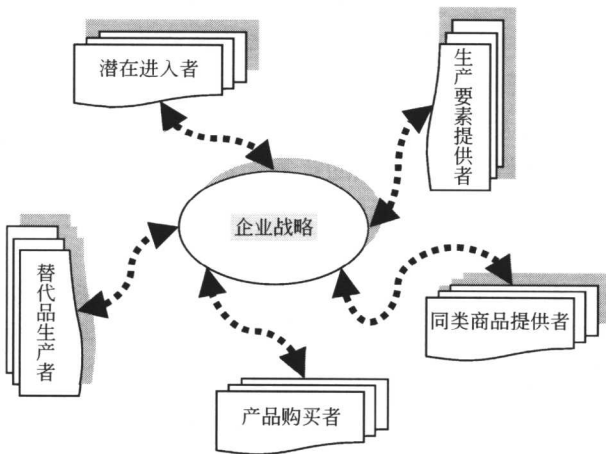 潜在进入者
生产要素提供者
企业战略
替代品生产者
同类商品提供者
产品购买者